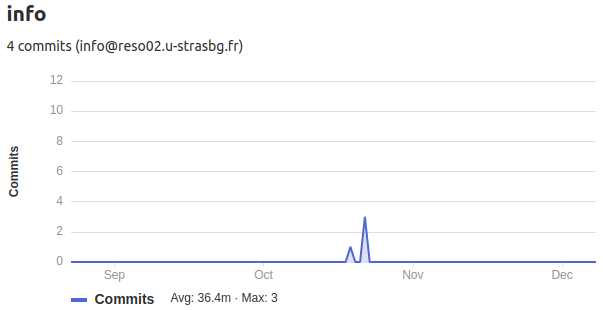 info
4 commits (info@reso02.u-strasbg.fr)
12
10
8
6
4
2
0
Commits
Sep Oct Nov Dec
Commits Avg: 36.4m · Max: 3